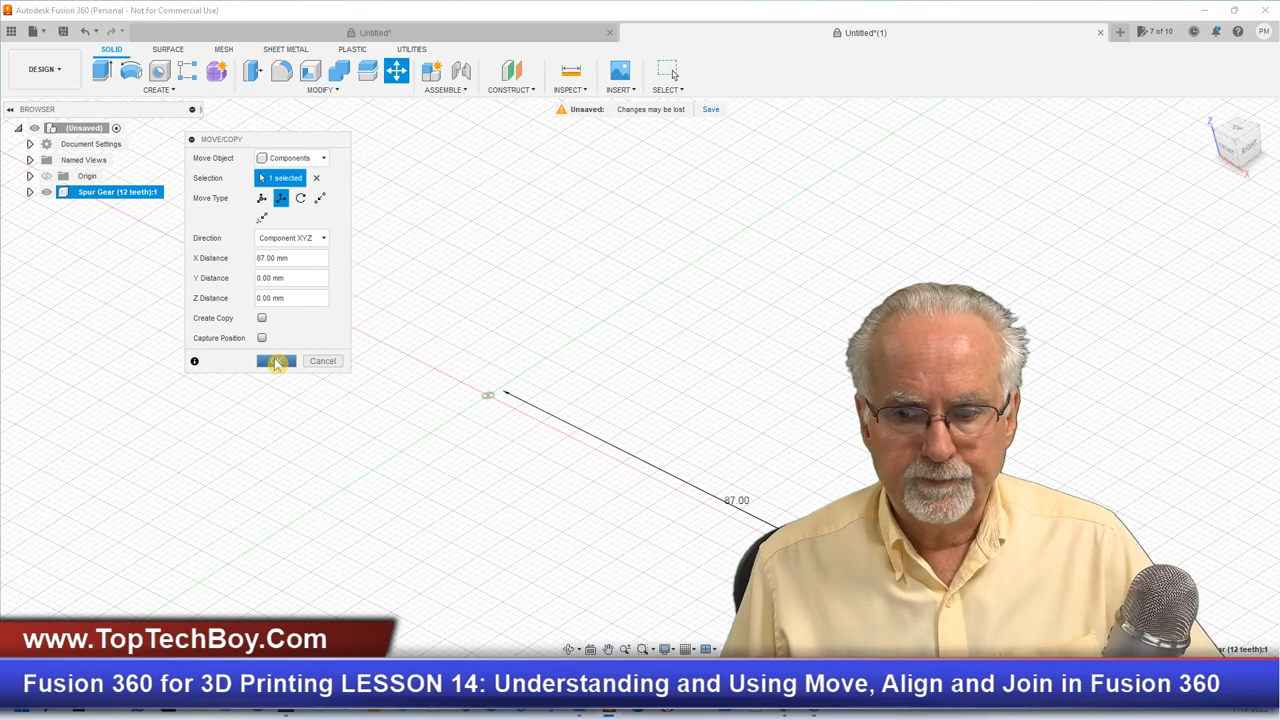 Autodesk Fusion 360 (Personal - Not for Commercial Use)
Untitled*
Untitled*(1)
7 of 10
PM
SOLID
SURFACE
MESH
SHEET METAL
PLASTIC
UTILITIES
DESIGN
CREATE
MODIFY
ASSEMBLE
CONSTRUCT
INSPECT
INSERT
SELECT
BROWSER
Unsaved: Changes may be lost Save
(Unsaved)
Document Settings
Named Views
Origin
Spur Gear (12 teeth):1
MOVE/COPY
Move Object Components
Selection 1 selected
Move Type
Direction Component XYZ
X Distance 87.00 mm
Y Distance 0.00 mm
Z Distance 0.00 mm
Create Copy
Capture Position
Cancel
Z
RIGHT
X
87.00
(12 teeth):1
www.TopTechBoy.Com
Fusion 360 for 3D Printing LESSON 14: Understanding and Using Move, Align and Join in Fusion 360